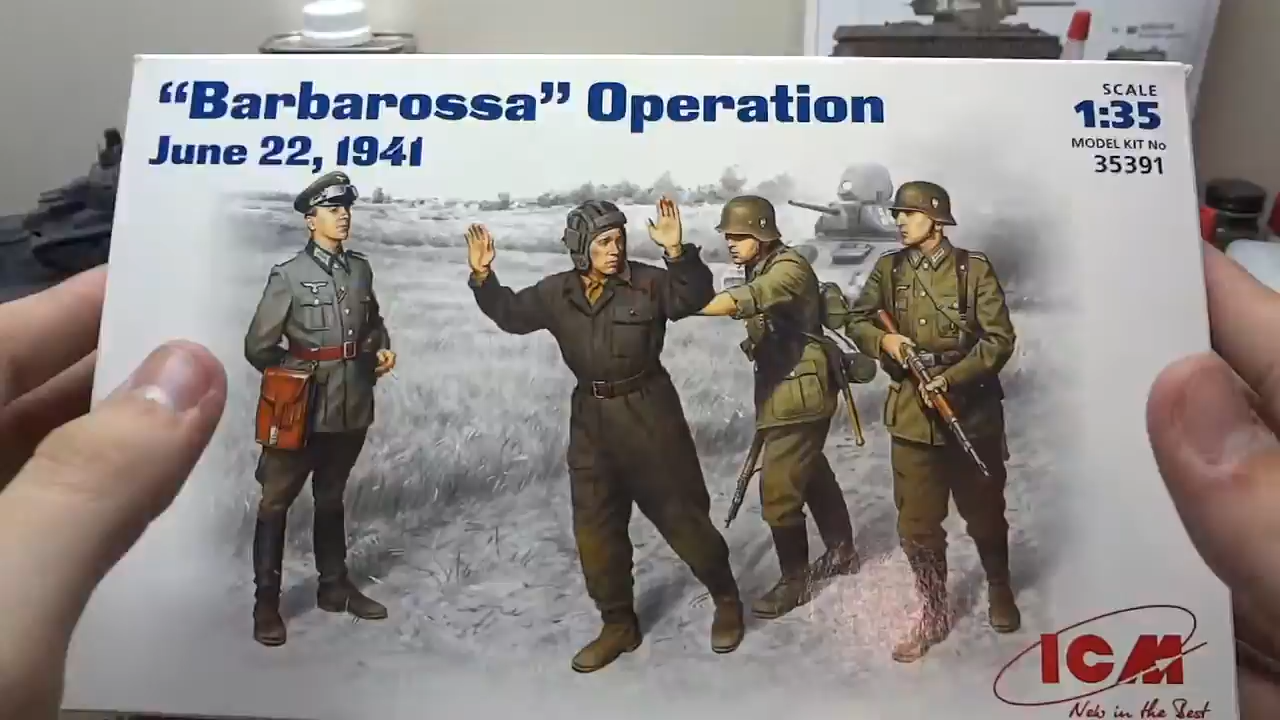 “Barbarossa” Operation
June 22, 1941
SCALE
1:35
MODEL KIT No
35391
ICM
New in the Best